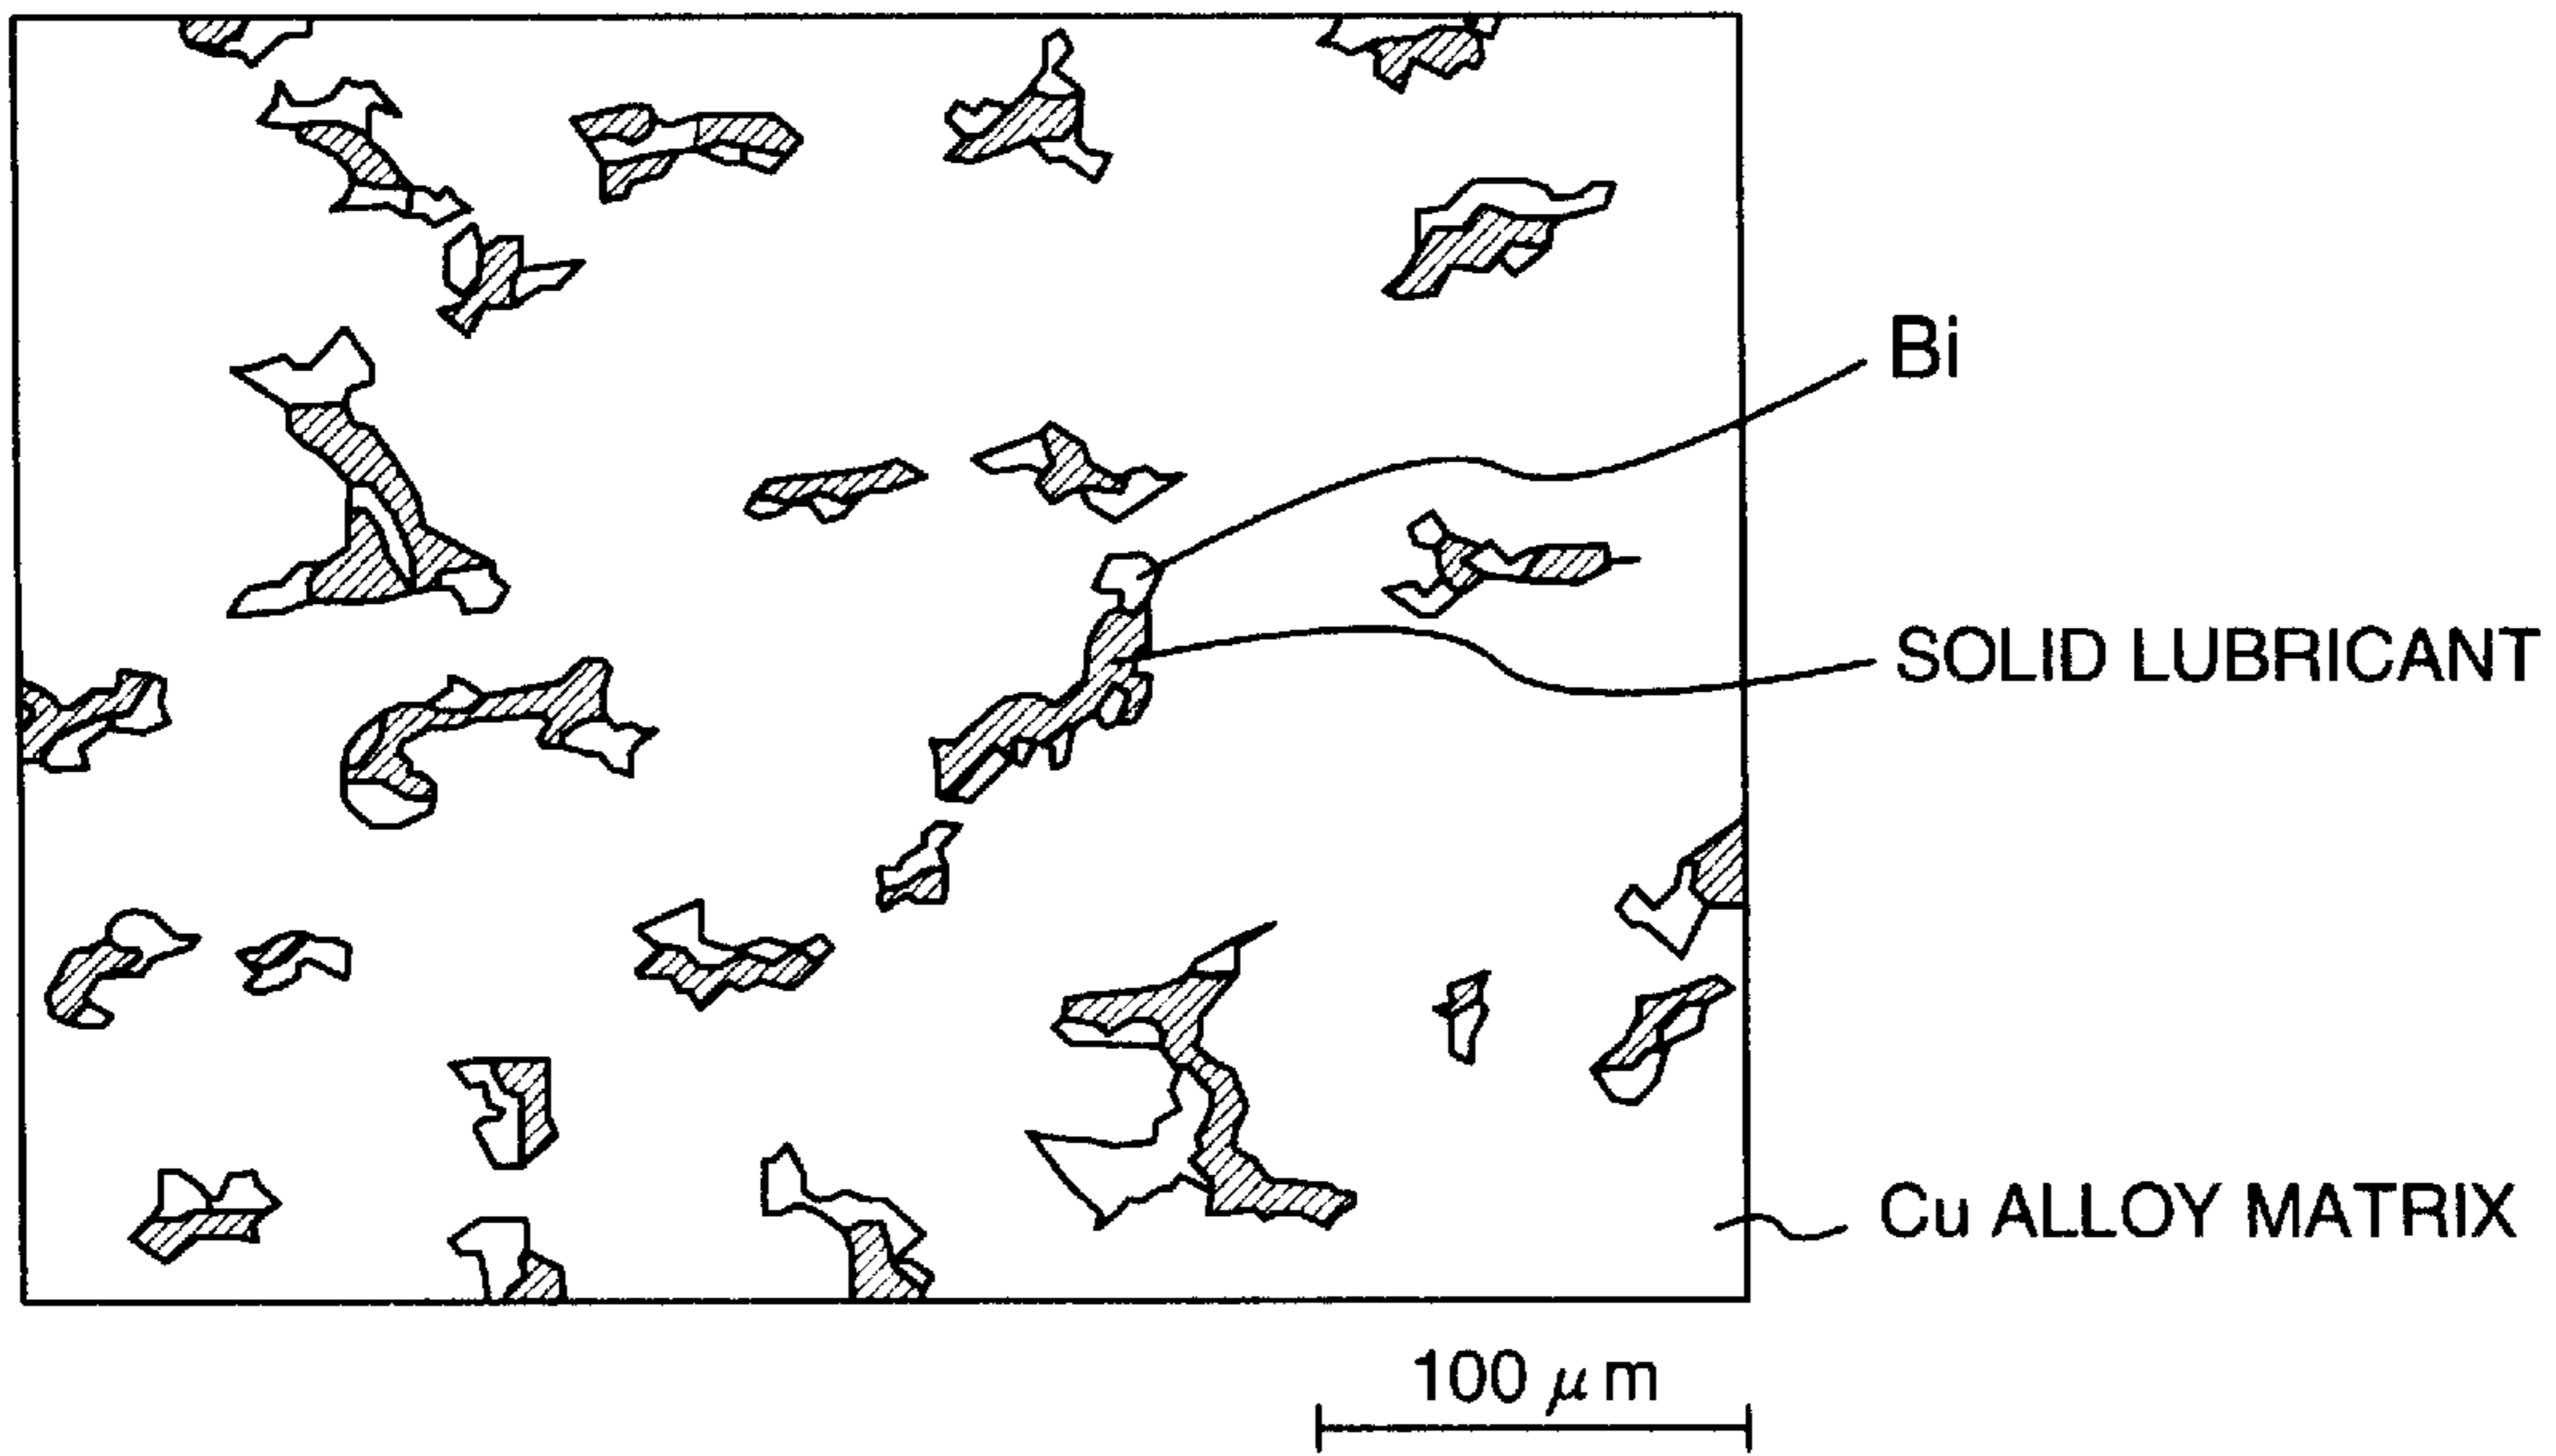 Bi
SOLID LUBRICANT
Cu ALLOY MATRIX
100 μm